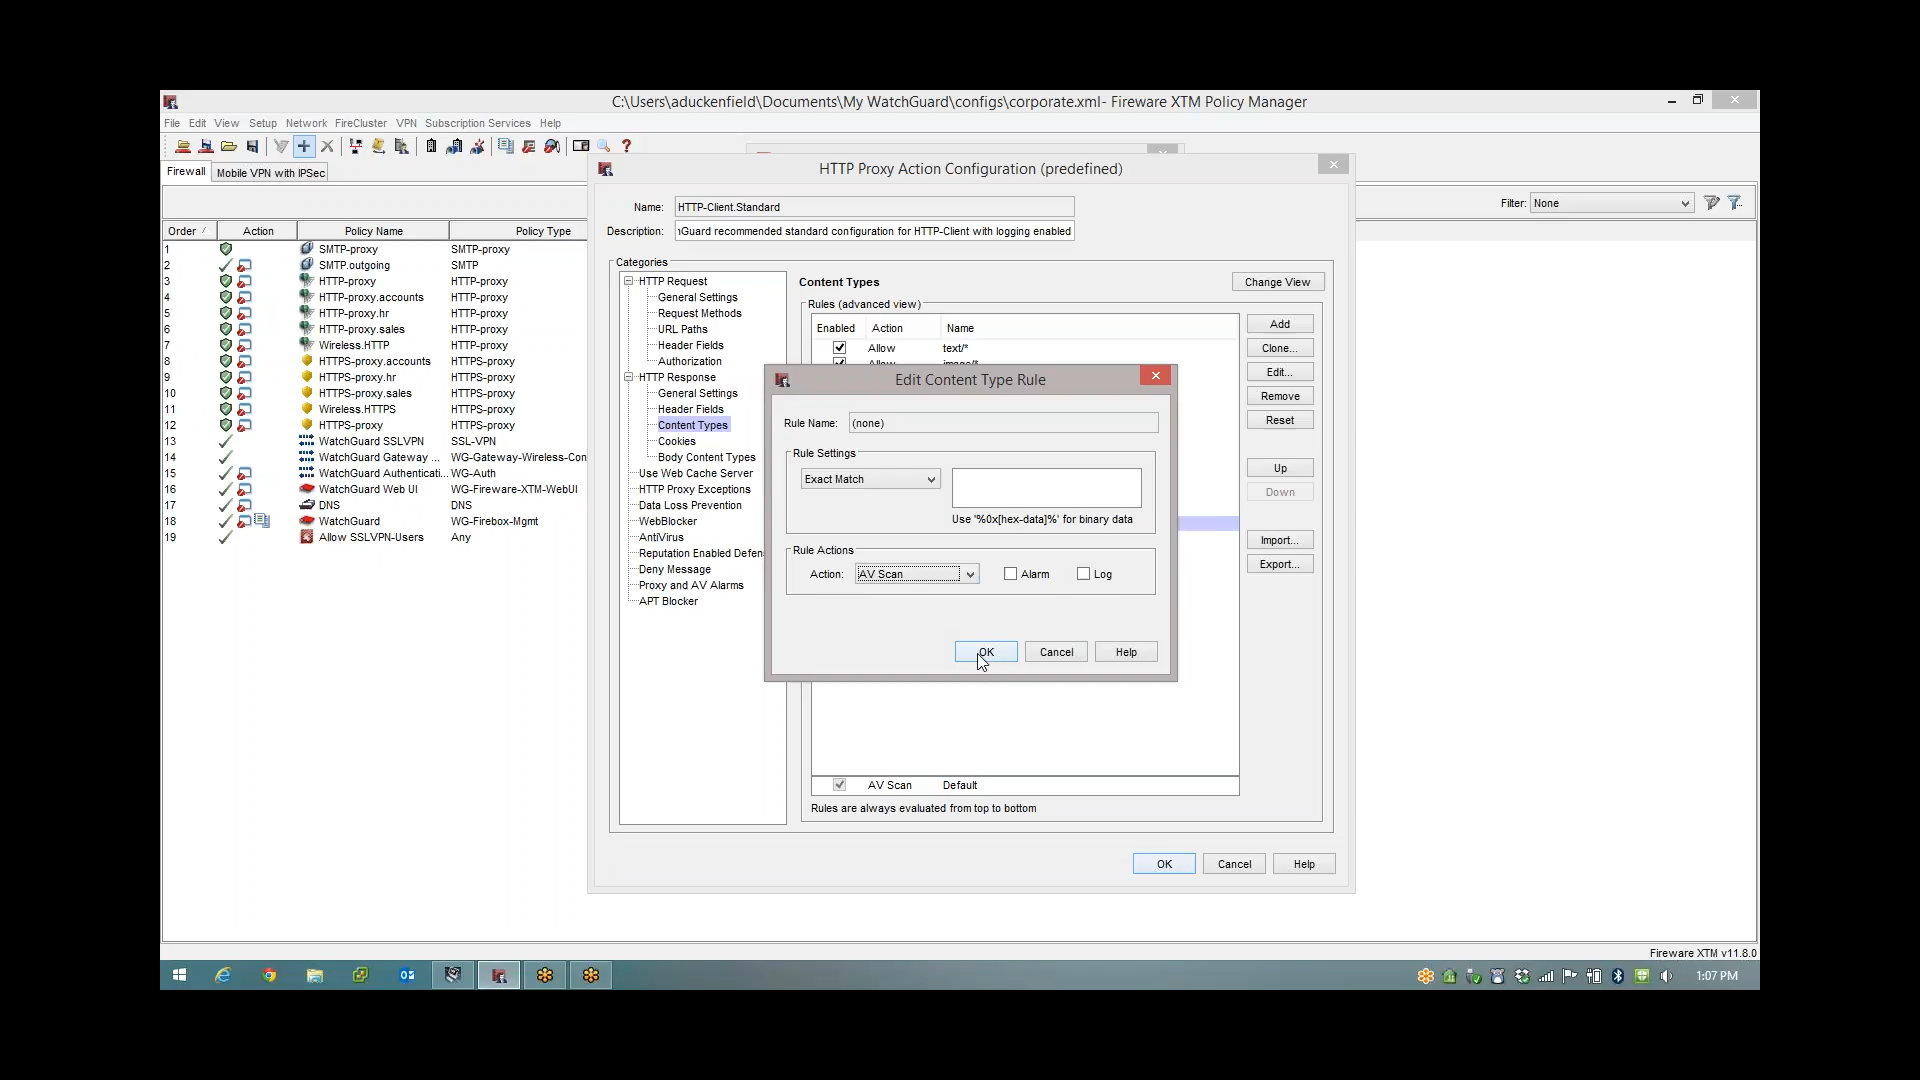 C:\Users\aduckenfield\Documents\My WatchGuard\configs\corporate.xml- Fireware XTM Policy Manager
File Edit View Setup Network FireCluster VPN Subscription Services Help
Firewall Mobile VPN with IPSec
Filter: None
Order / Action Policy Name Policy Type
1 SMTP-proxy SMTP-proxy
2 SMTP.outgoing SMTP
3 HTTP-proxy HTTP-proxy
4 HTTP-proxy.accounts HTTP-proxy
5 HTTP-proxy.hr HTTP-proxy
6 HTTP-proxy.sales HTTP-proxy
7 Wireless.HTTP HTTP-proxy
8 HTTPS-proxy.accounts HTTPS-proxy
9 HTTPS-proxy.hr HTTPS-proxy
10 HTTPS-proxy.sales HTTPS-proxy
11 Wireless.HTTPS HTTPS-proxy
12 HTTPS-proxy HTTPS-proxy
13 WatchGuard SSLVPN SSL-VPN
14 WatchGuard Gateway ... WG-Gateway-Wireless-Con
15 WatchGuard Authenticati... WG-Auth
16 WatchGuard Web UI WG-Fireware-XTM-WebUI
17 DNS DNS
18 WatchGuard WG-Firebox-Mgmt
19 Allow SSLVPN-Users Any
HTTP Proxy Action Configuration (predefined)
Name: HTTP-Client.Standard
Description: Guard recommended standard configuration for HTTP-Client with logging enabled
Categories
HTTP Request
General Settings
Request Methods
URL Paths
Header Fields
Authorization
HTTP Response
General Settings
Header Fields
Content Types
Cookies
Body Content Types
Use Web Cache Server
HTTP Proxy Exceptions
Data Loss Prevention
WebBlocker
AntiVirus
Reputation Enabled Defen
Deny Message
Proxy and AV Alarms
APT Blocker
Content Types
Change View
Rules (advanced view)
Enabled Action Name
Allow text/*
Allow image/*
AV Scan Default
Rules are always evaluated from top to bottom
Add
Clone...
Edit...
Remove
Reset
Up
Down
Import...
Export...
OK Cancel Help
Edit Content Type Rule
Rule Name: (none)
Rule Settings
Exact Match
Use '%0x[hex-data]%' for binary data
Rule Actions
Action: AV Scan Alarm Log
OK Cancel Help
Fireware XTM v11.8.0
1:07 PM